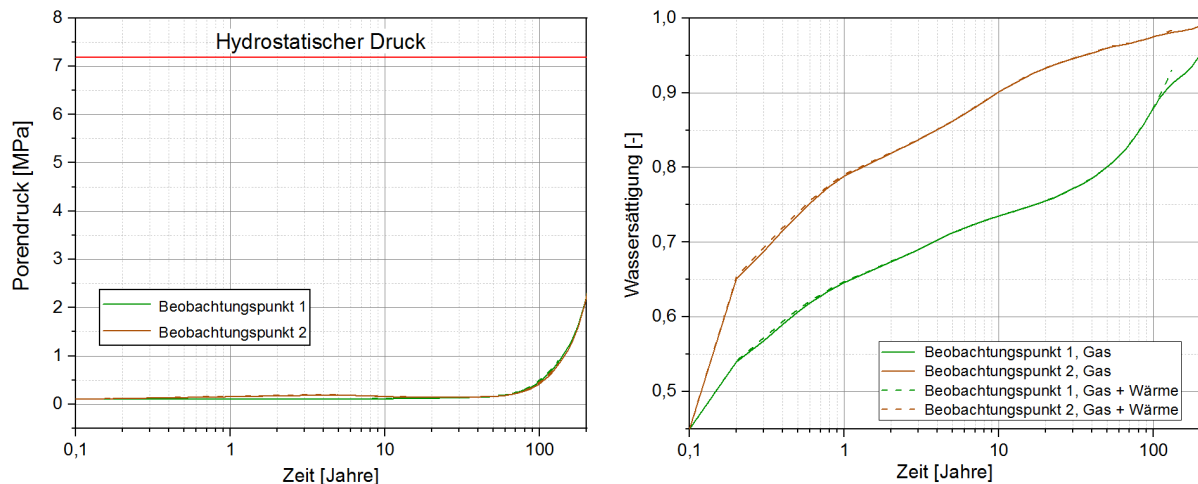 8
7
6
5
4
3
2
1
0
Porendruck [MPa]
Hydrostatischer Druck
Beobachtungspunkt 1
Beobachtungspunkt 2
0,1
1
10
100
Zeit [Jahre]
1,0
0,9
0,8
0,7
0,6
0,5
Wassersättigung [-]
Beobachtungspunkt 1, Gas
Beobachtungspunkt 2, Gas
Beobachtungspunkt 1, Gas + Wärme
Beobachtungspunkt 2, Gas + Wärme
0,1
1
10
100
Zeit [Jahre]